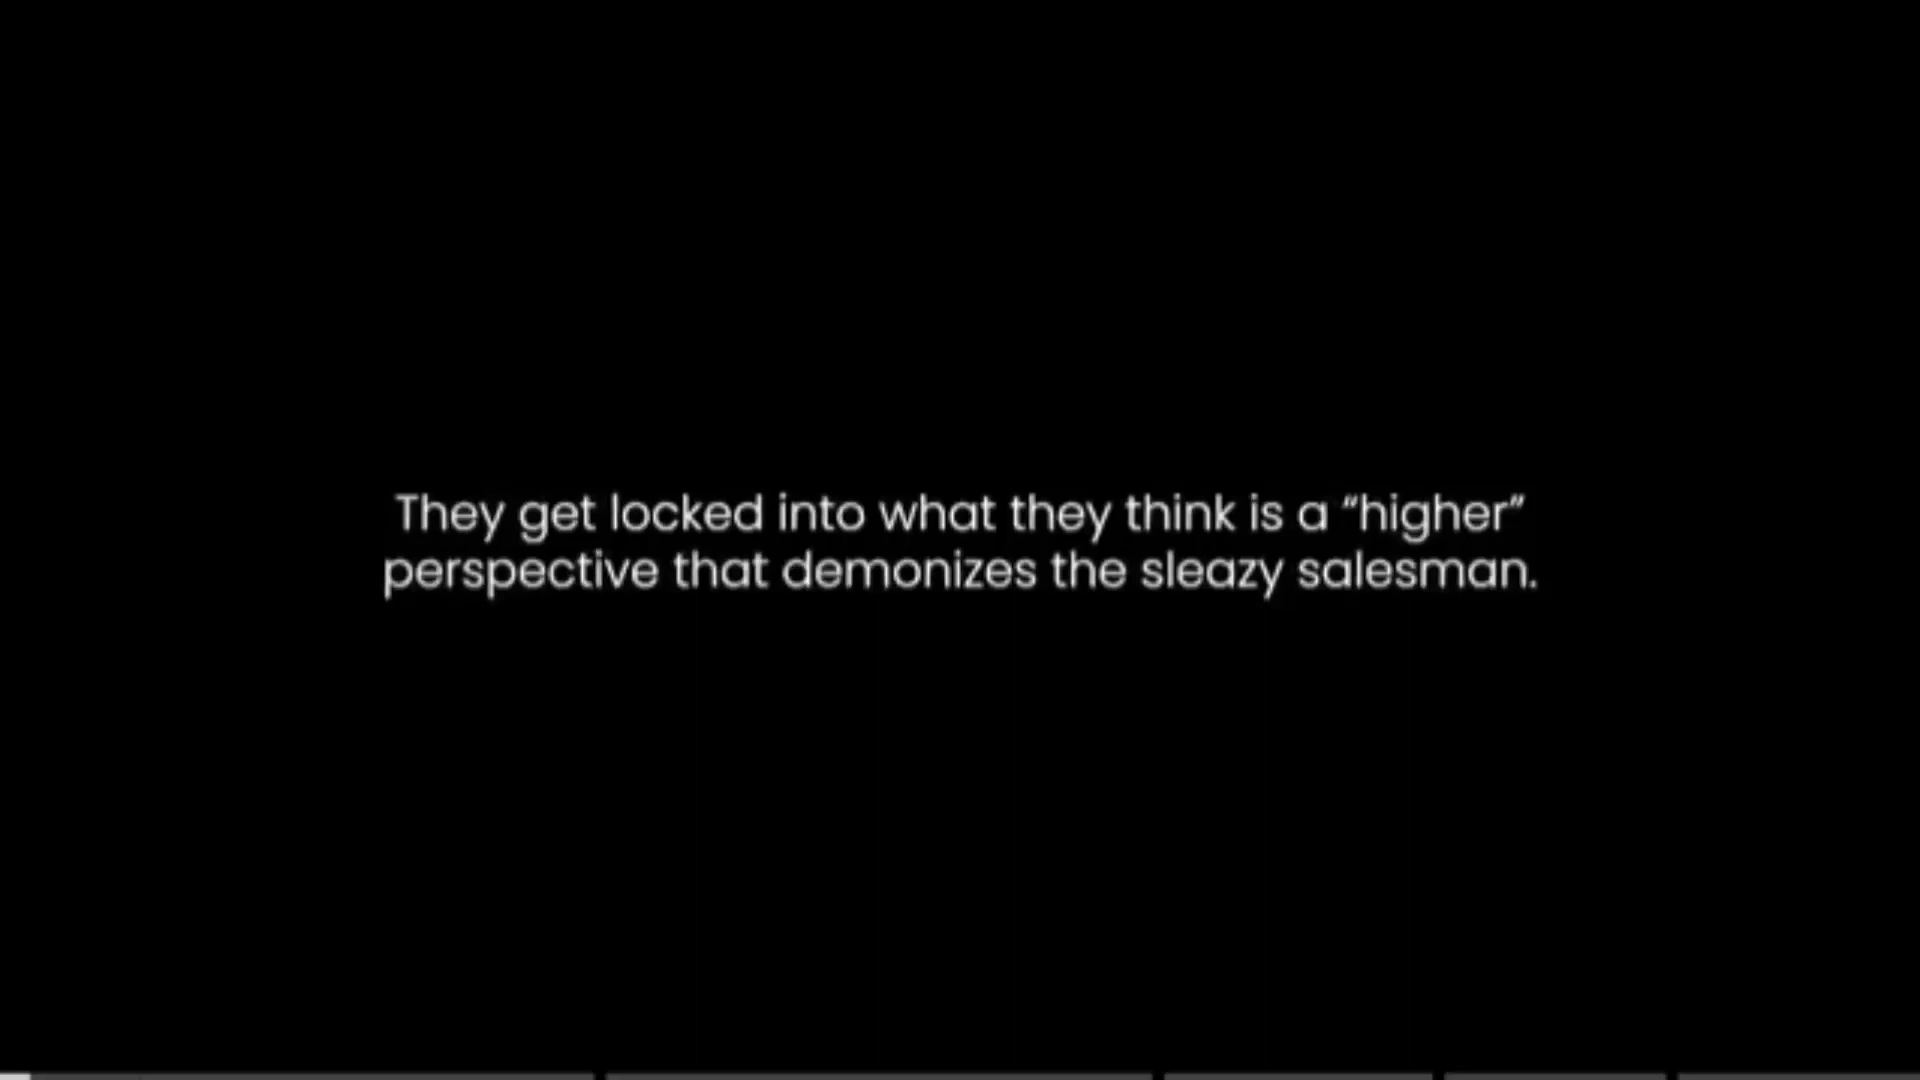 They get locked into what they think is a “higher”
perspective that demonizes the sleazy salesman.